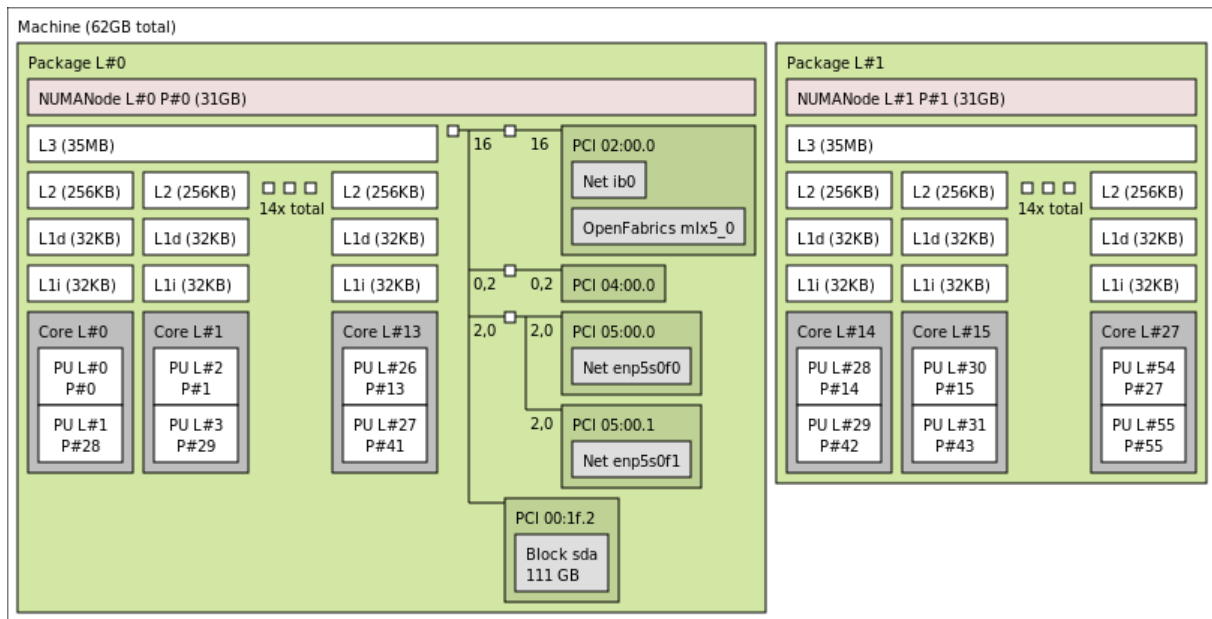 Machine (62GB total)
Package L#0
NUMANode L#0 P#0 (31GB)
L3 (35MB)
L2 (256KB) L2 (256KB) 14x total L2 (256KB)
L1d (32KB) L1d (32KB) L1d (32KB)
L1i (32KB) L1i (32KB) L1i (32KB)
Core L#0 Core L#1 Core L#13
PU L#0 PU L#2 PU L#26
P#0 P#1 P#13
PU L#1 PU L#3 PU L#27
P#28 P#29 P#41
16 16 PCI 02:00.0
Net ib0
OpenFabrics mlx5_0
0,2 0,2 PCI 04:00.0
2,0 2,0 PCI 05:00.0
Net enp5s0f0
2,0 PCI 05:00.1
Net enp5s0f1
PCI 00:1f.2
Block sda
111 GB
Package L#1
NUMANode L#1 P#1 (31GB)
L3 (35MB)
L2 (256KB) L2 (256KB) 14x total L2 (256KB)
L1d (32KB) L1d (32KB) L1d (32KB)
L1i (32KB) L1i (32KB) L1i (32KB)
Core L#14 Core L#15 Core L#27
PU L#28 PU L#30 PU L#54
P#14 P#15 P#27
PU L#29 PU L#31 PU L#55
P#42 P#43 P#55